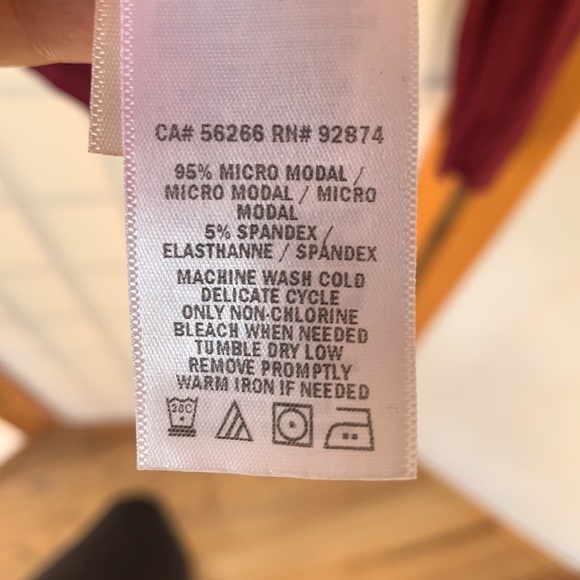 CA# 56266 RN# 92874
95% MICRO MODAL /
MICRO MODAL / MICRO
MODAL
5% SPANDEX /
ELASTHANNE / SPANDEX
MACHINE WASH COLD
DELICATE CYCLE
ONLY NON-CHLORINE
BLEACH WHEN NEEDED
TUMBLE DRY LOW
REMOVE PROMPTLY
WARM IRON IF NEEDED
30C